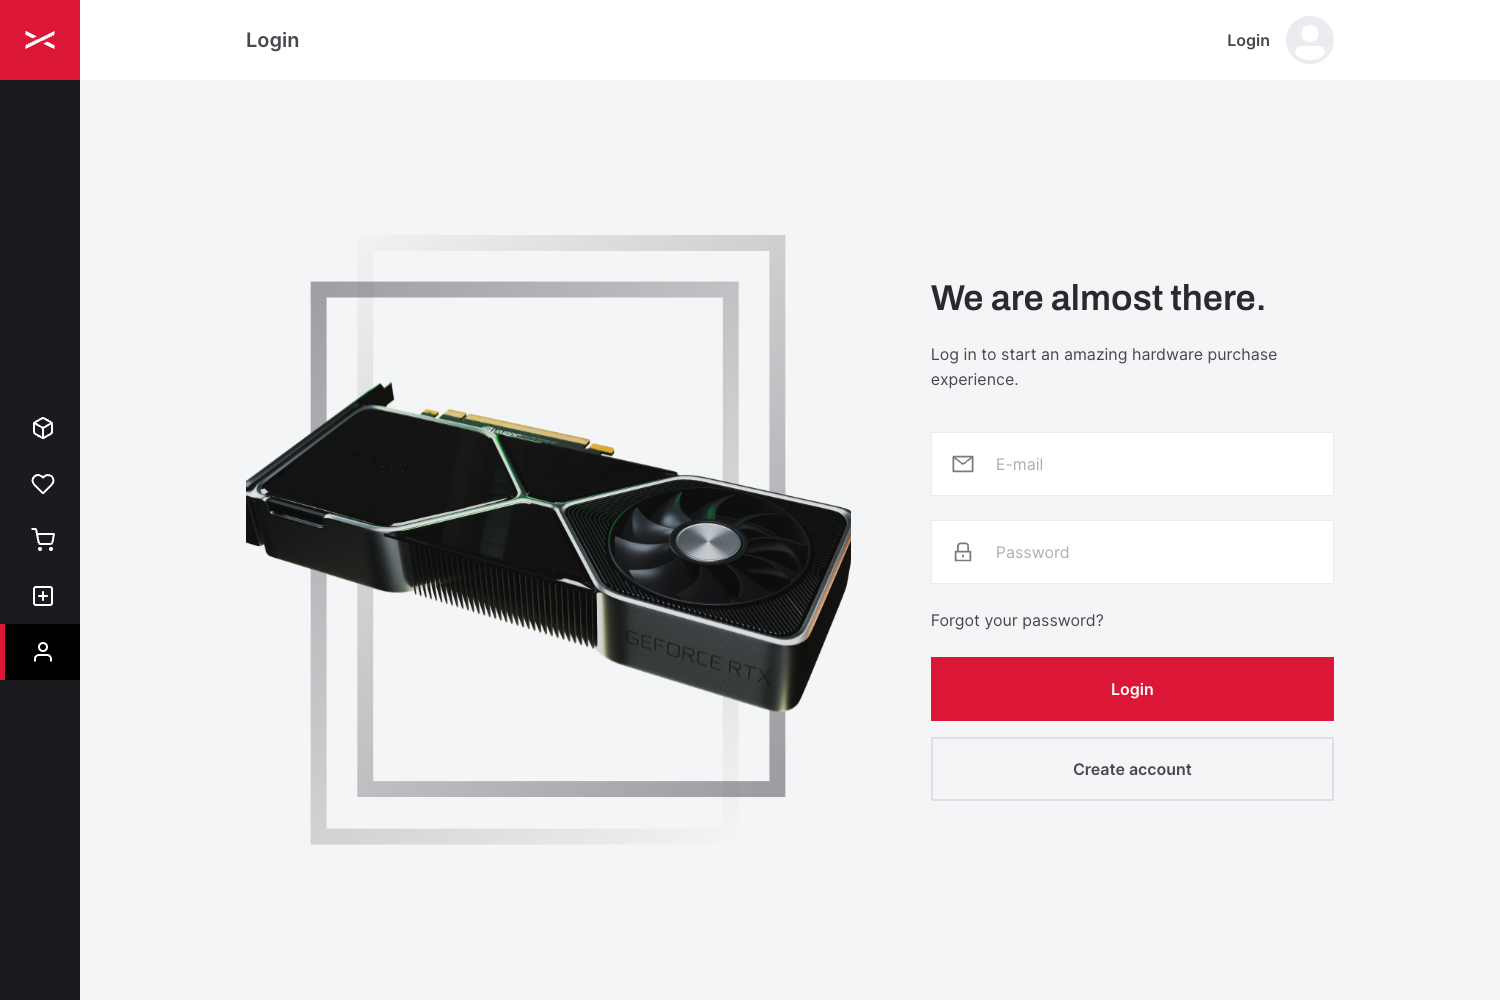 Login
Login
We are almost there.
Log in to start an amazing hardware purchase
experience.
E-mail
Password
Forgot your password?
Login
Create account
GEFORCE RTX